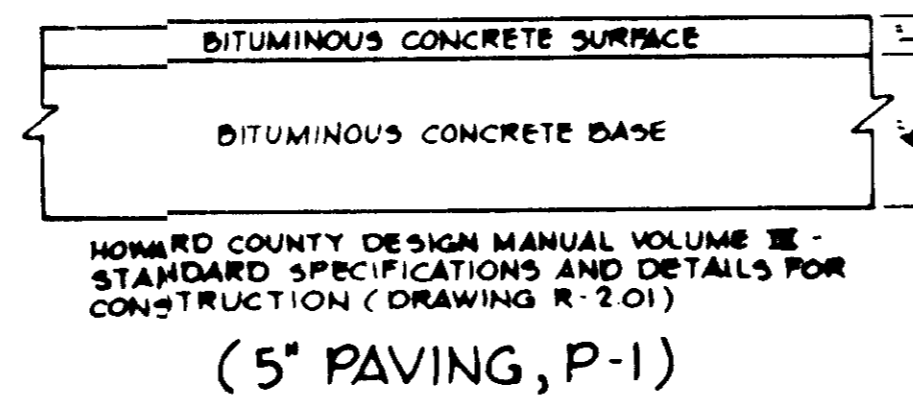 BITUMINOUS CONCRETE SURFACE
BITUMINOUS CONCRETE BASE
HOWARD COUNTY DESIGN MANUAL VOLUME -
STANDARD SPECIFICATIONS AND DETAILS FOR
CONSTRUCTION (DRAWING R-2.01)
(5" PAVING, P-1)